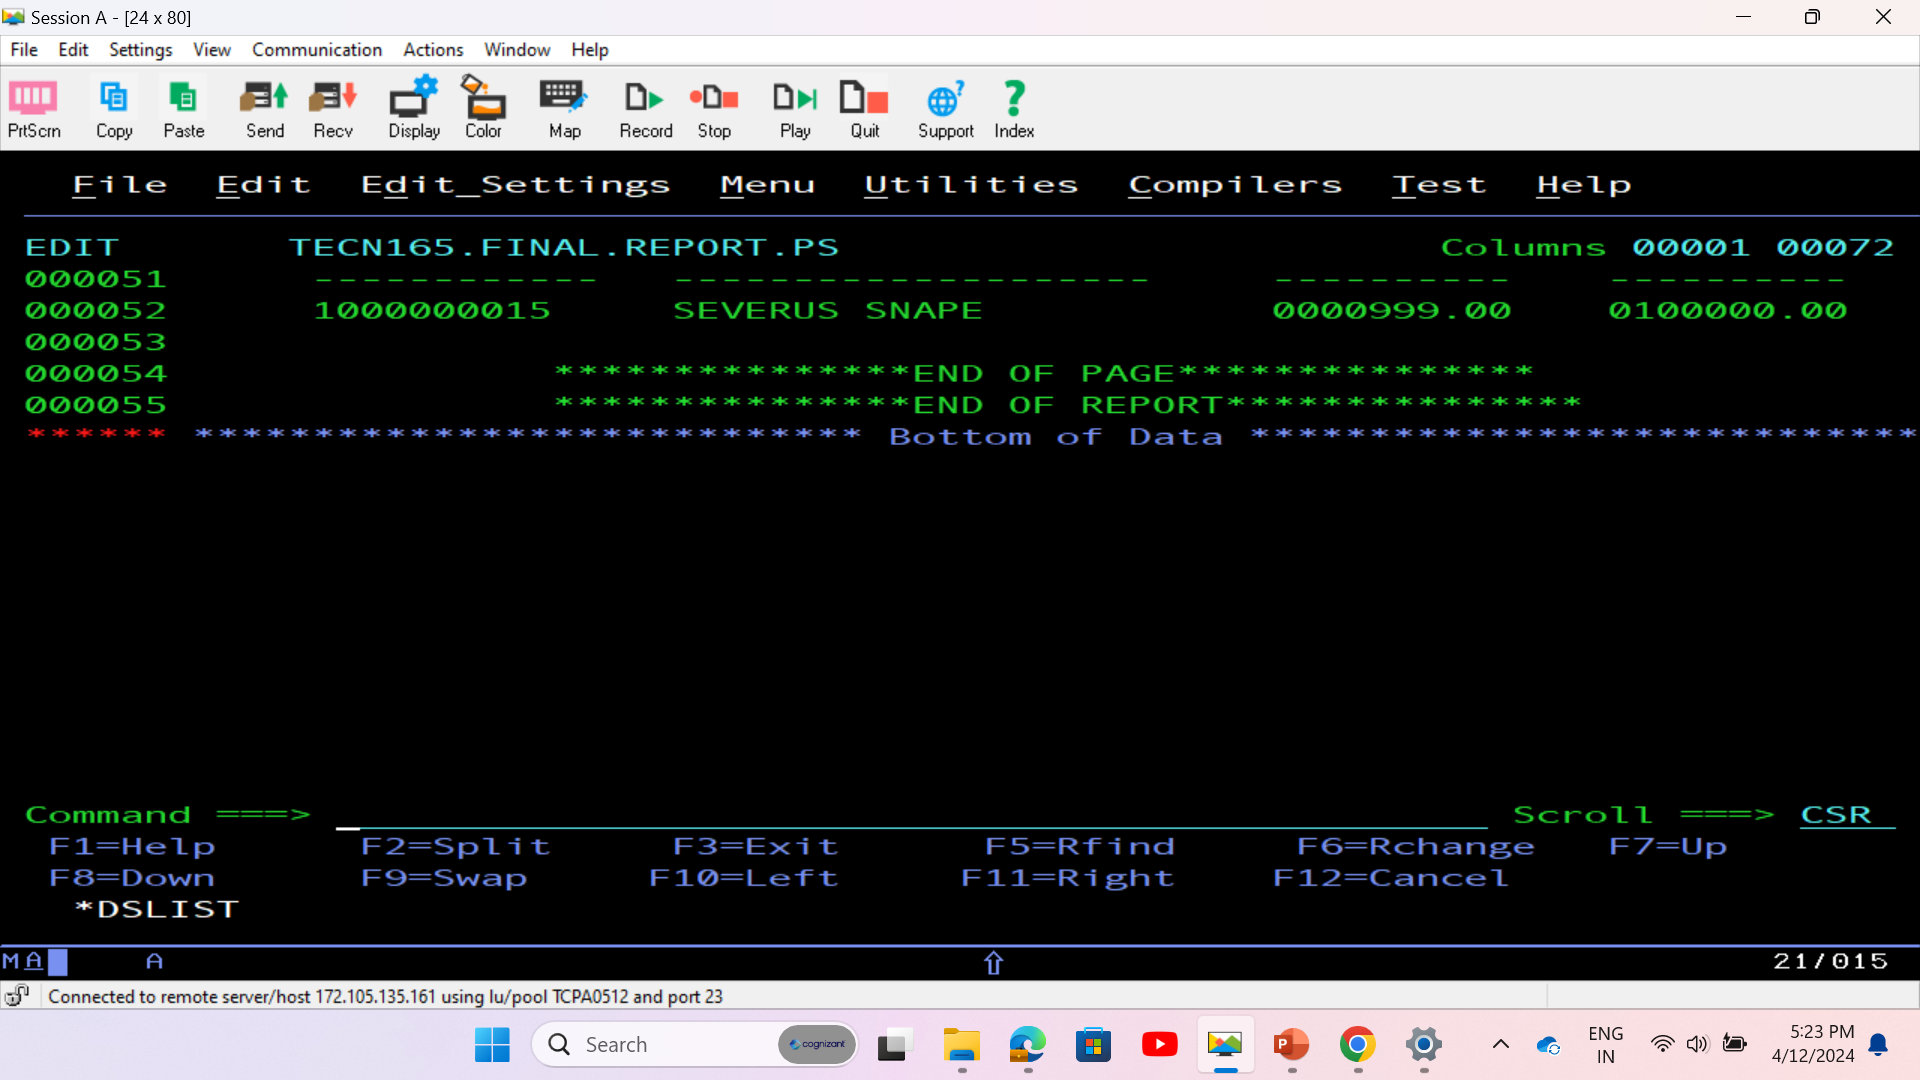 Session A - [24 x 80]
File Edit Settings View Communication Actions Window Help
PrtScrn Copy Paste Send Recv Display Color Map Record Stop Play Quit Support Index
File Edit Edit_Settings Menu Utilities Compilers Test Help
EDIT TECN165.FINAL.REPORT.PS Columns 00001 00072
000051 ------------ -------------------- ---------- ----------
000052 1000000015 SEVERUS SNAPE 0000999.00 0100000.00
000053
000054 ***************END OF PAGE***************
000055 ***************END OF REPORT***************
****** **************************** Bottom of Data ****************************
Command ===> Scroll ===> CSR
F1=Help F2=Split F3=Exit F5=Rfind F6=Rchange F7=Up
F8=Down F9=Swap F10=Left F11=Right F12=Cancel
*DSLIST
MA A 21/015
Connected to remote server/host 172.105.135.161 using lu/pool TCPA0512 and port 23
Search cognizant ENG 5:23 PM
IN 4/12/2024